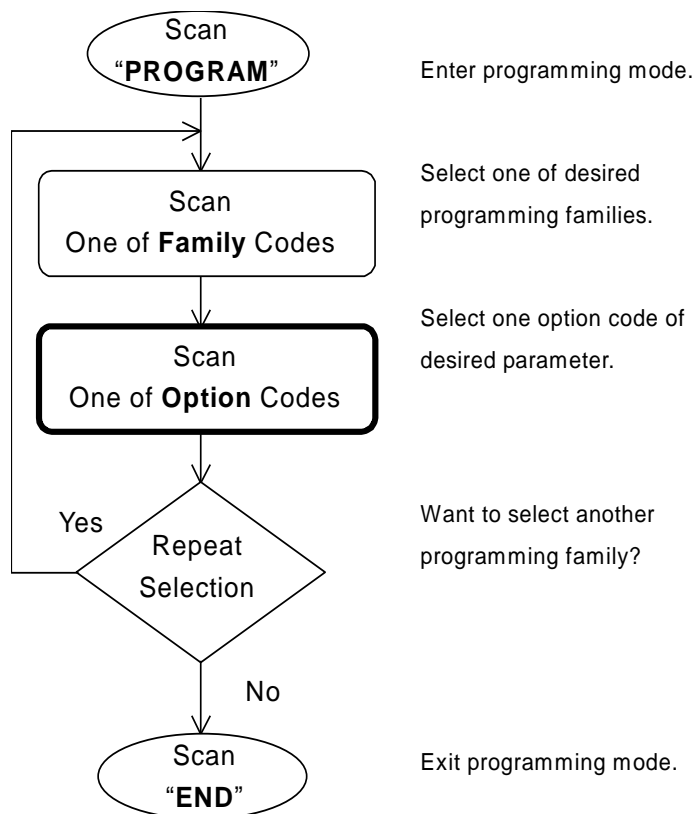 Scan
“PROGRAM”
Enter programming mode.
Scan
One of Family Codes
Select one of desired
programming families.
Scan
One of Option Codes
Select one option code of
desired parameter.
Yes
Repeat
Selection
Want to select another
programming family?
No
Scan
“END”
Exit programming mode.